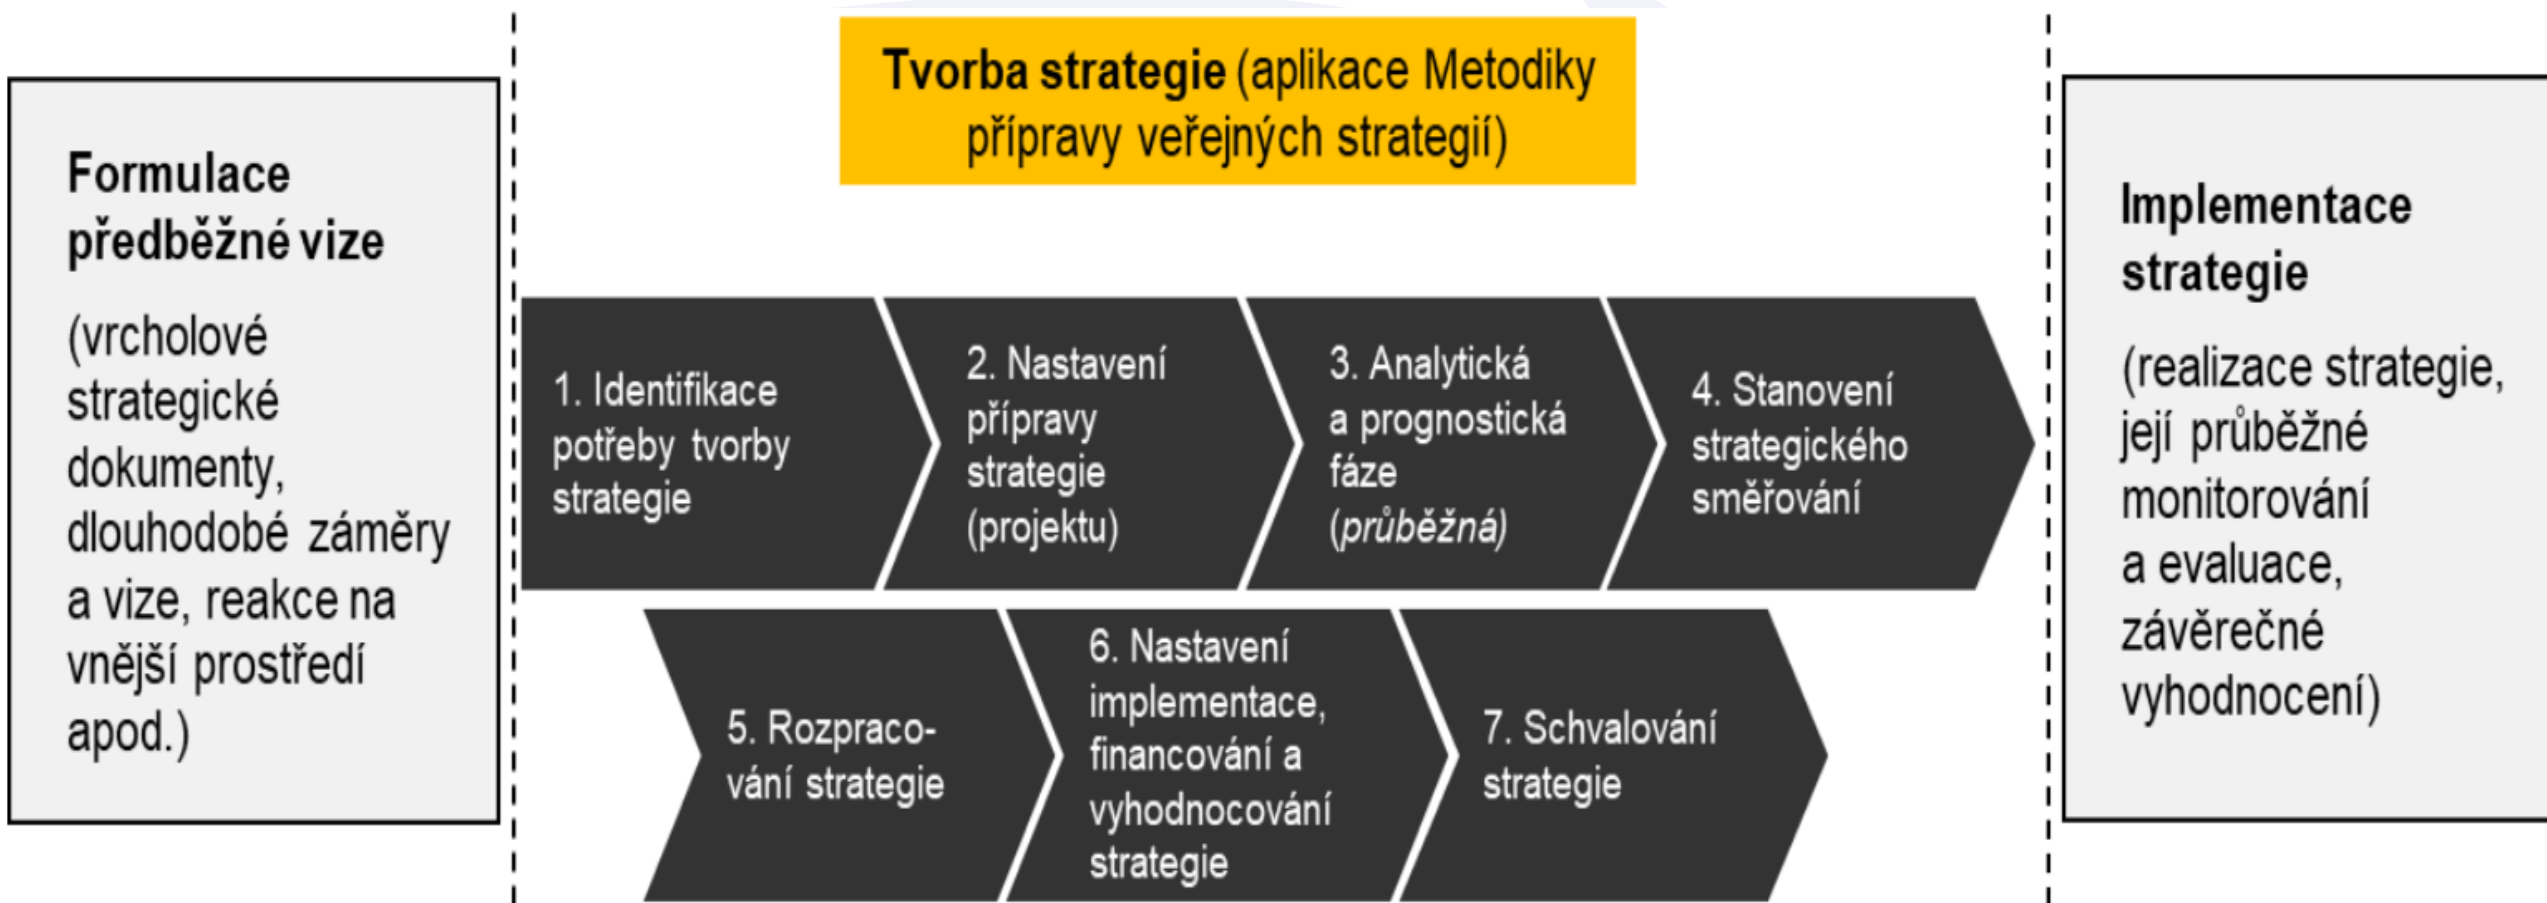 Tvorba strategie (aplikace Metodiky
přípravy veřejných strategií)
Formulace
předběžné vize
(vrcholové
strategické
dokumenty,
dlouhodobé záměry
a vize, reakce na
vnější prostředí
apod.)
1. Identifikace
potřeby tvorby
strategie
2. Nastavení
přípravy
strategie
(projektu)
3. Analytická
a prognostická
fáze
(průběžná)
4. Stanovení
strategického
směřování
5. Rozpraco-
vání strategie
6. Nastavení
implementace,
financování a
vyhodnocování
strategie
7. Schvalování
strategie
Implementace
strategie
(realizace strategie,
její průběžné
monitorování
a evaluace,
závěrečné
vyhodnocení)